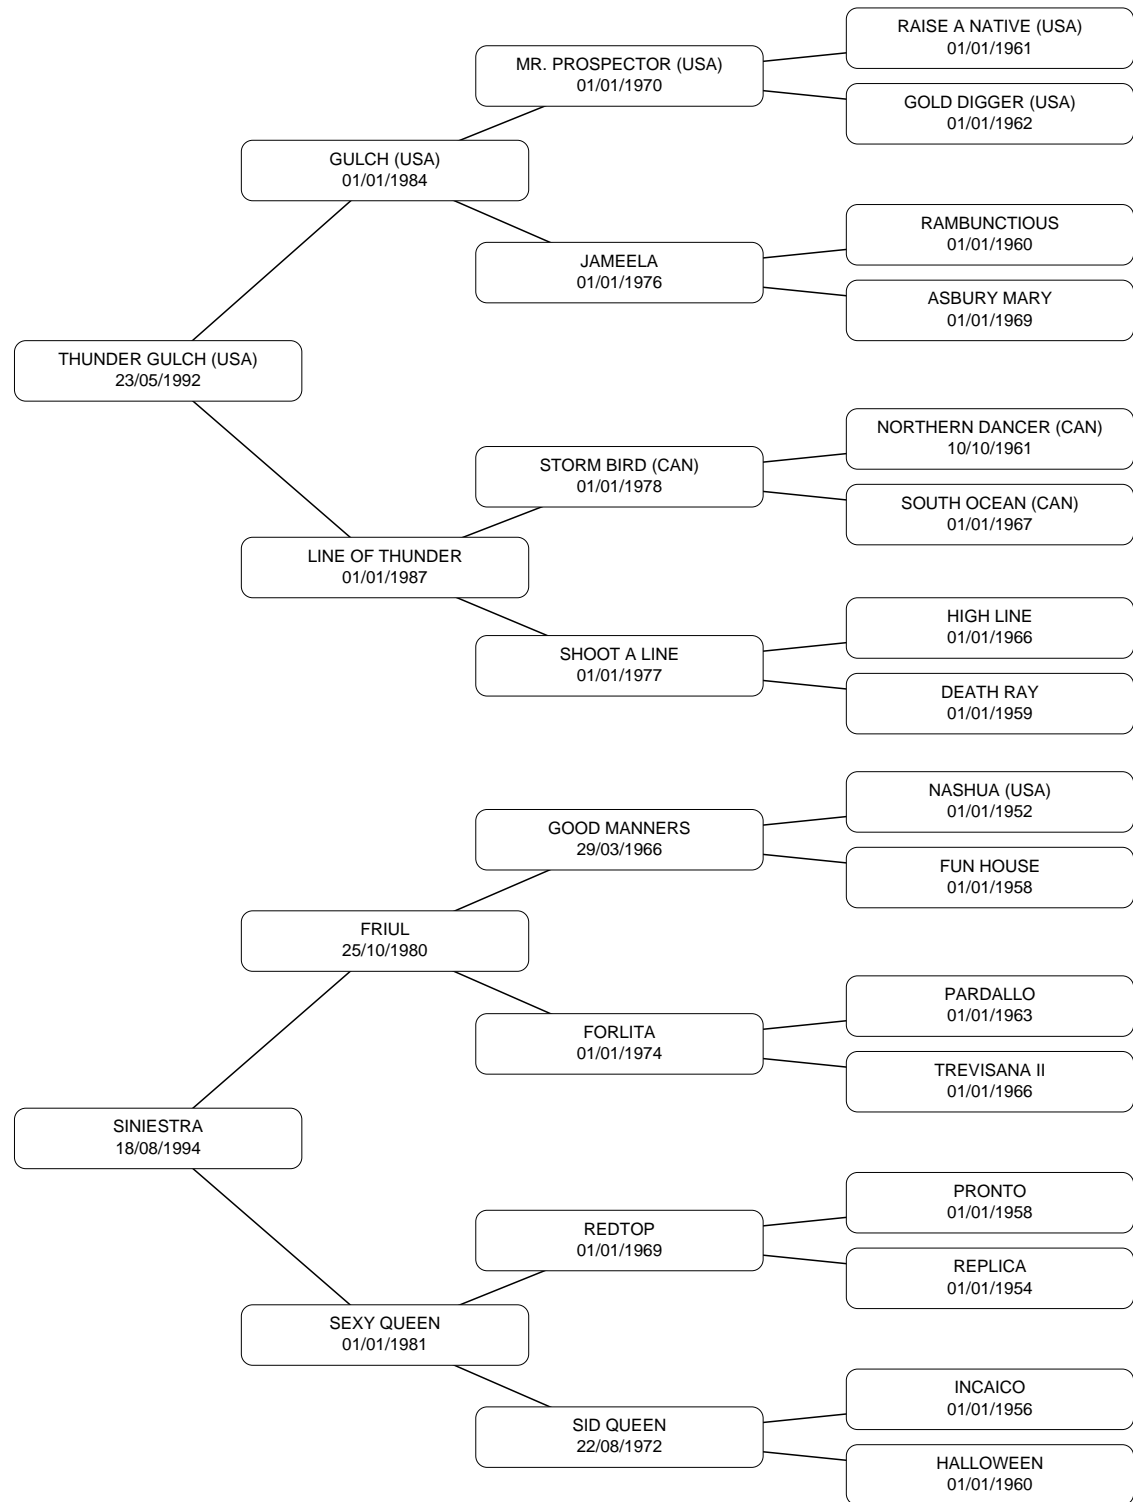 RAISE A NATIVE (USA)
01/01/1961
MR. PROSPECTOR (USA)
01/01/1970
GOLD DIGGER (USA)
01/01/1962
GULCH (USA)
01/01/1984
RAMBUNCTIOUS
01/01/1960
JAMEELA
01/01/1976
ASBURY MARY
01/01/1969
THUNDER GULCH (USA)
23/05/1992
NORTHERN DANCER (CAN)
10/10/1961
STORM BIRD (CAN)
01/01/1978
SOUTH OCEAN (CAN)
01/01/1967
LINE OF THUNDER
01/01/1987
HIGH LINE
01/01/1966
SHOOT A LINE
01/01/1977
DEATH RAY
01/01/1959
NASHUA (USA)
01/01/1952
GOOD MANNERS
29/03/1966
FUN HOUSE
01/01/1958
FRIUL
25/10/1980
PARDALLO
01/01/1963
FORLITA
01/01/1974
TREVISANA II
01/01/1966
SINIESTRA
18/08/1994
PRONTO
01/01/1958
REDTOP
01/01/1969
REPLICA
01/01/1954
SEXY QUEEN
01/01/1981
INCAICO
01/01/1956
SID QUEEN
22/08/1972
HALLOWEEN
01/01/1960